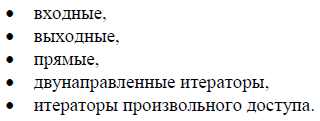 • входные,
• выходные,
• прямые,
• двунаправленные итераторы,
• итераторы произвольного доступа.